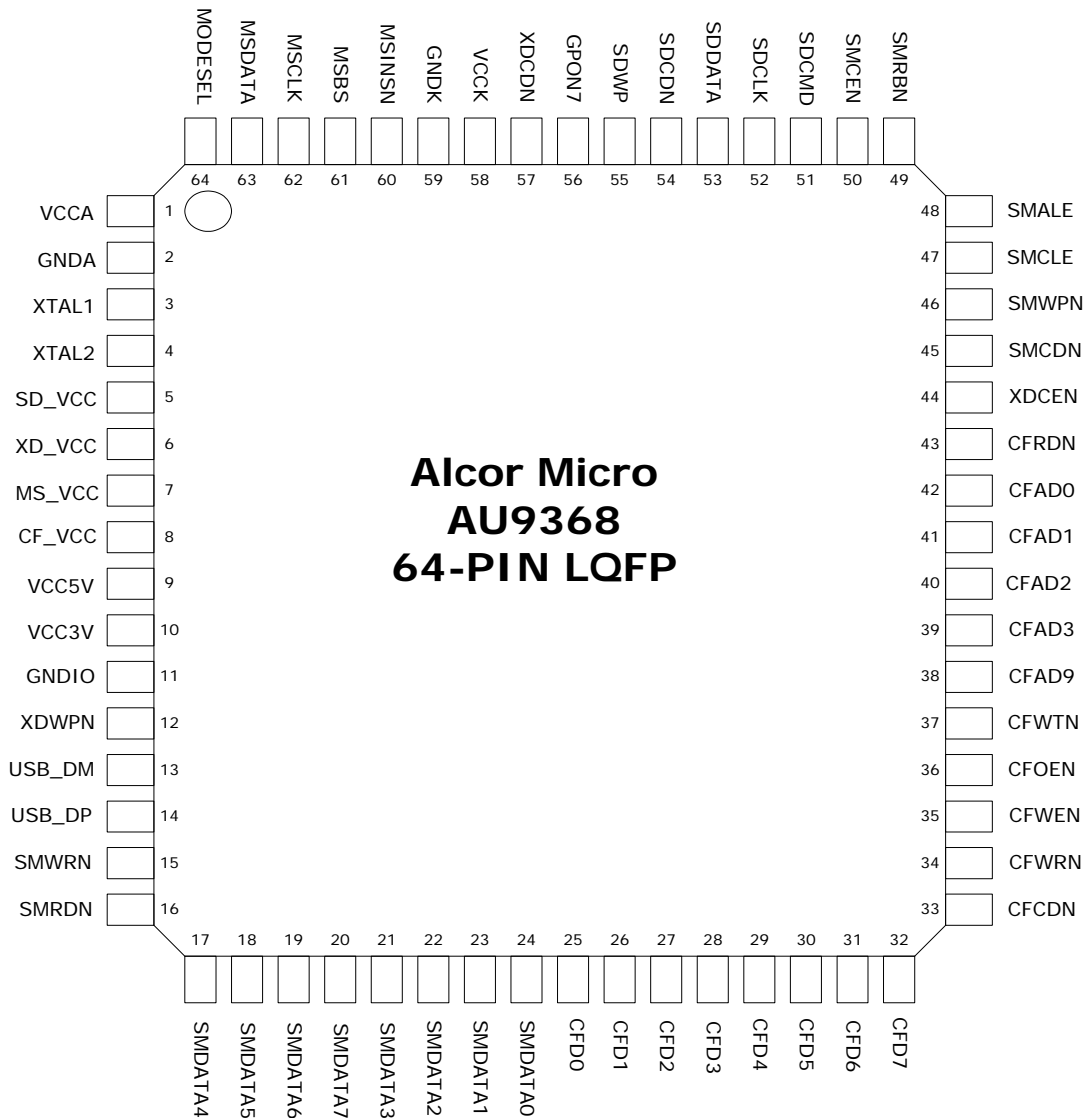 MODESEL
MSDATA
MSCLK
MSBS
MSINSN
GNDK
VCCK
XDCDN
GPON7
SDWP
SDCDN
SDDATA
SDCLK
SDCMD
SMCEN
SMRBN
64 63 62 61 60 59 58 57 56 55 54 53 52 51 50 49
VCCA 1 48 SMALE
GNDA 2 47 SMCLE
XTAL1 3 46 SMWPN
XTAL2 4 45 SMCDN
SD_VCC 5 44 XDCEN
XD_VCC 6 43 CFRDN
MS_VCC 7 42 CFAD0
CF_VCC 8 41 CFAD1
VCC5V 9 40 CFAD2
VCC3V 10 39 CFAD3
GNDIO 11 38 CFAD9
XDWPN 12 37 CFWTN
USB_DM 13 36 CFOEN
USB_DP 14 35 CFWEN
SMWRN 15 34 CFWRN
SMRDN 16 33 CFCDN
Alcor Micro
AU9368
64-PIN LQFP
17 18 19 20 21 22 23 24 25 26 27 28 29 30 31 32
SMDATA4
SMDATA5
SMDATA6
SMDATA7
SMDATA3
SMDATA2
SMDATA1
SMDATA0
CFD0
CFD1
CFD2
CFD3
CFD4
CFD5
CFD6
CFD7